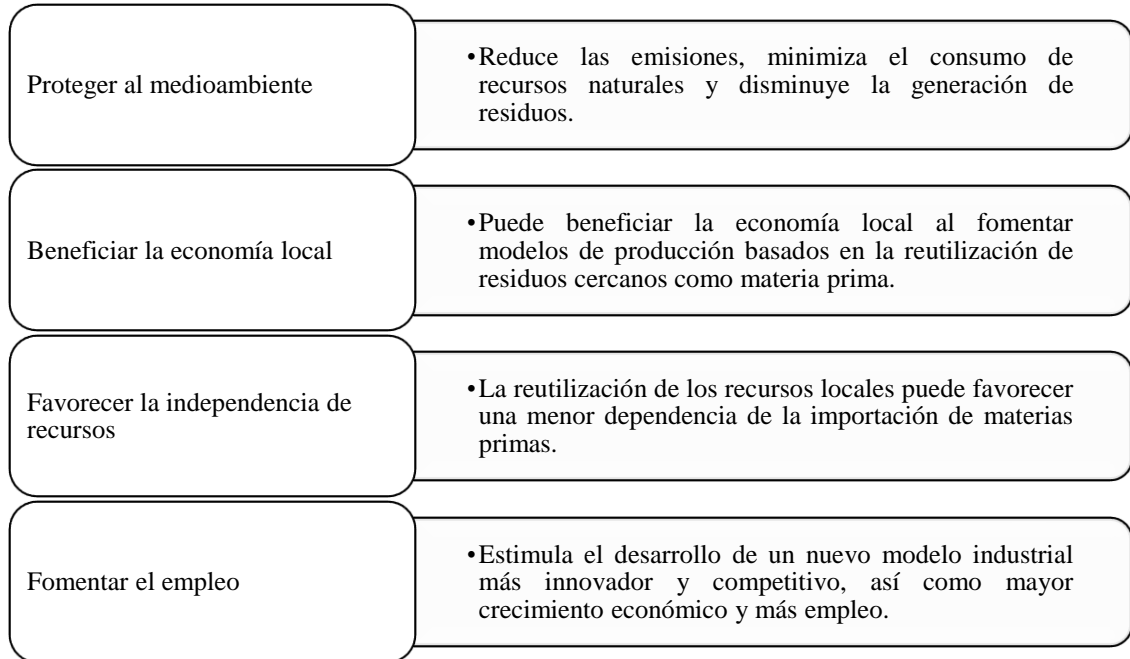 Proteger al medioambiente
•Reduce las emisiones, minimiza el consumo de
recursos naturales y disminuye la generación de
residuos.
Beneficiar la economía local
•Puede beneficiar la economía local al fomentar
modelos de producción basados en la reutilización de
residuos cercanos como materia prima.
Favorecer la independencia de
recursos
•La reutilización de los recursos locales puede favorecer
una menor dependencia de la importación de materias
primas.
Fomentar el empleo
•Estimula el desarrollo de un nuevo modelo industrial
más innovador y competitivo, así como mayor
crecimiento económico y más empleo.